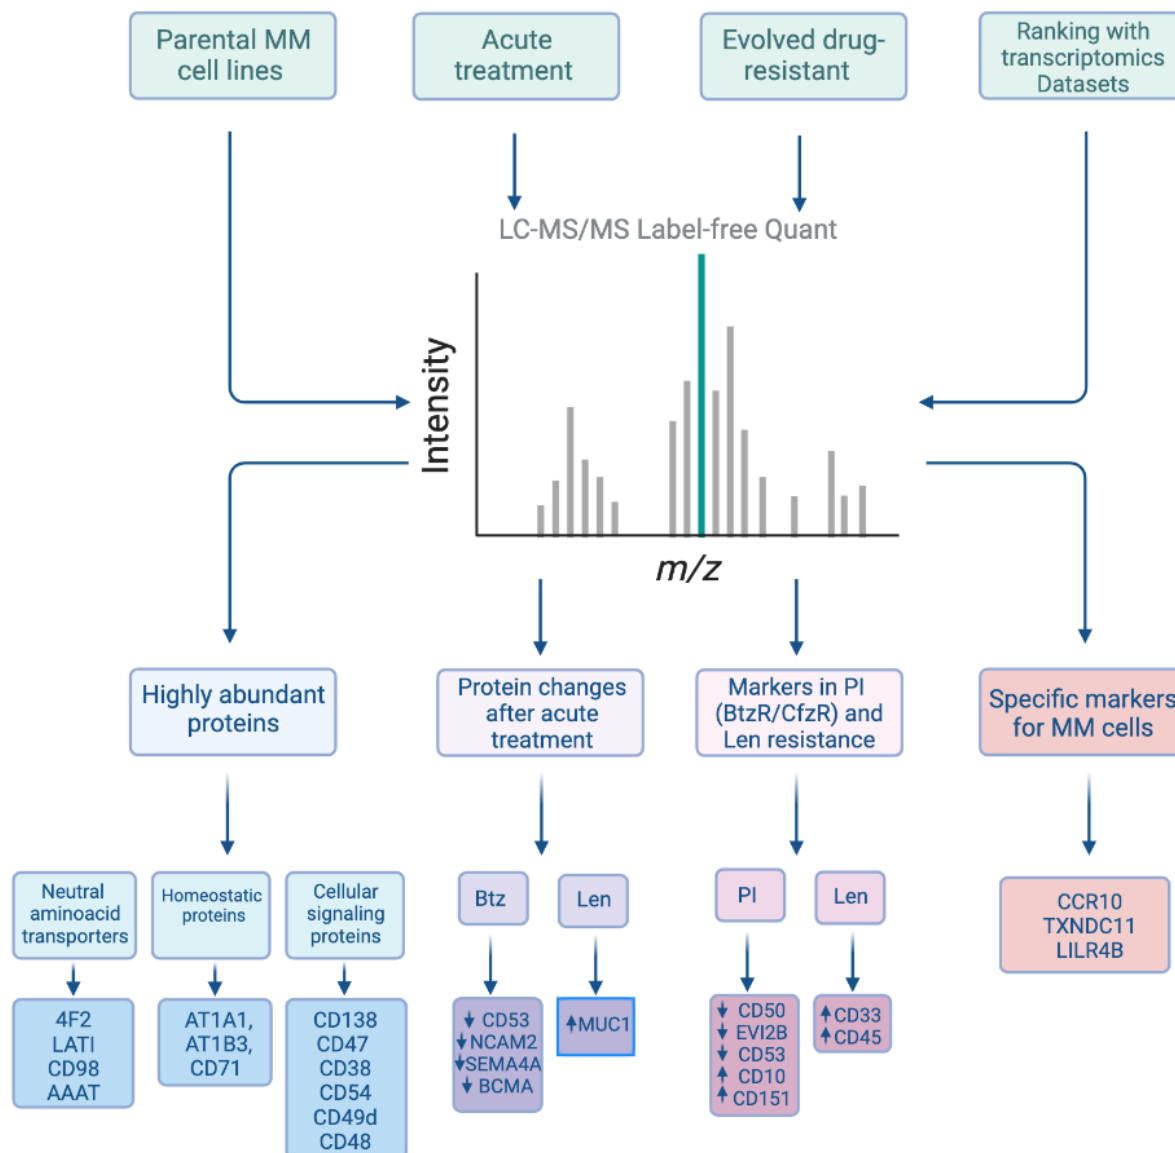 Parental MM
cell lines
Acute
treatment
Evolved drug-
resistant
Ranking with
transcriptomics
Datasets
LC-MS/MS Label-free Quant
Intensity
m/z
Highly abundant
proteins
Protein changes
after acute
treatment
Markers in PI
(BtzR/CfzR) and
Len resistance
Specific markers
for MM cells
Neutral
aminoacid
transporters
Homeostatic
proteins
Cellular
signaling
proteins
Btz
Len
PI
Len
CCR10
TXNDC11
LILR4B
4F2
LATI
CD98
AAAT
AT1A1,
AT1B3,
CD71
CD138
CD47
CD38
CD54
CD49d
CD48
↓ CD53
↓NCAM2
↓SEMA4A
↓ BCMA
↑MUC1
↓ CD50
↓ EVI2B
↓ CD53
↑ CD10
↑ CD151
↑CD33
↑CD45